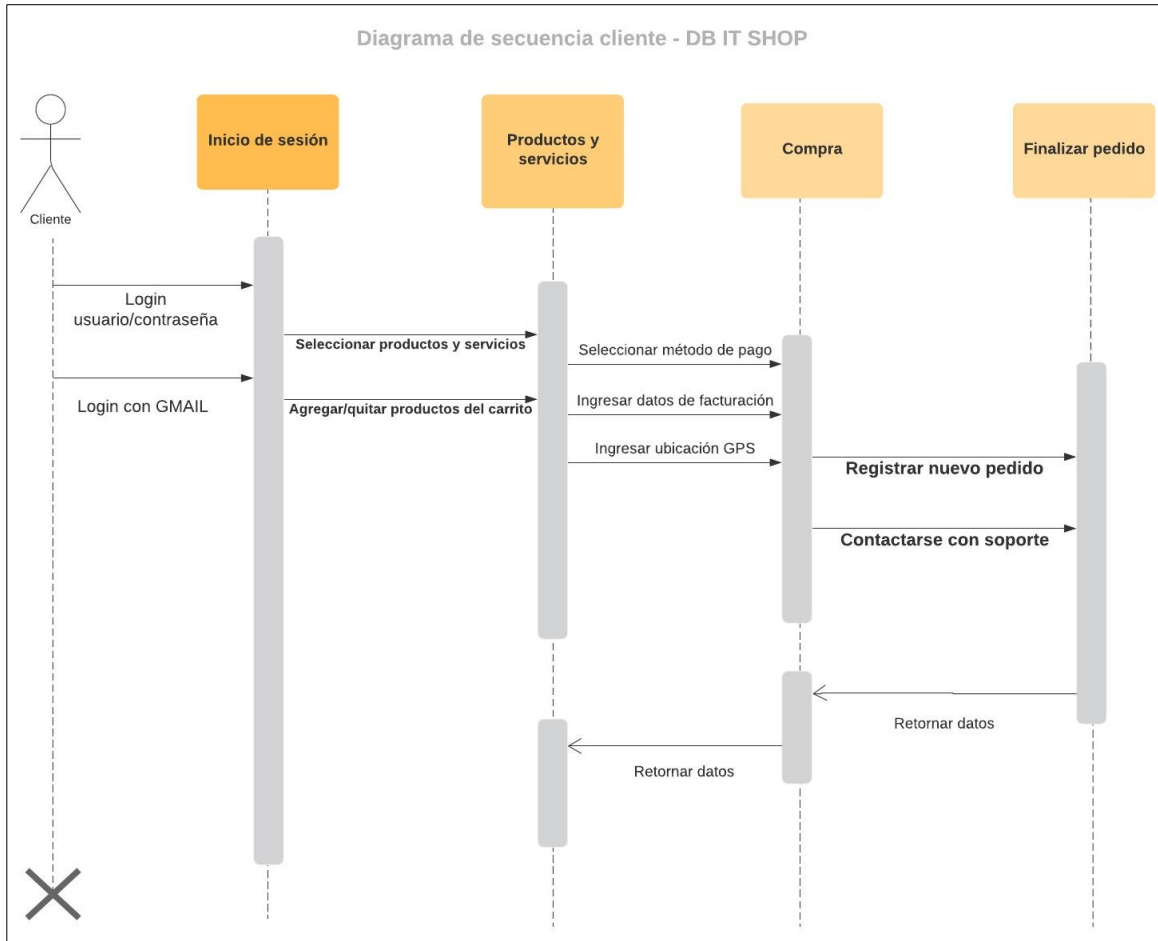 Diagrama de secuencia cliente - DB IT SHOP
Inicio de sesión
Productos y
servicios
Compra
Finalizar pedido
Cliente
Login
usuario/contraseña
Seleccionar productos y servicios
Seleccionar método de pago
Login con GMAIL
Agregar/quitar productos del carrito
Ingresar datos de facturación
Ingresar ubicación GPS
Registrar nuevo pedido
Contactarse con soporte
Retornar datos
Retornar datos